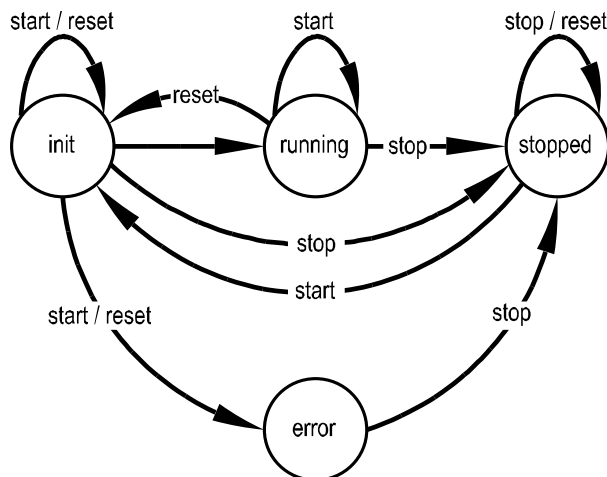 start / reset
start
stop / reset
reset
init
running
stop
stopped
stop
start
start / reset
stop
error